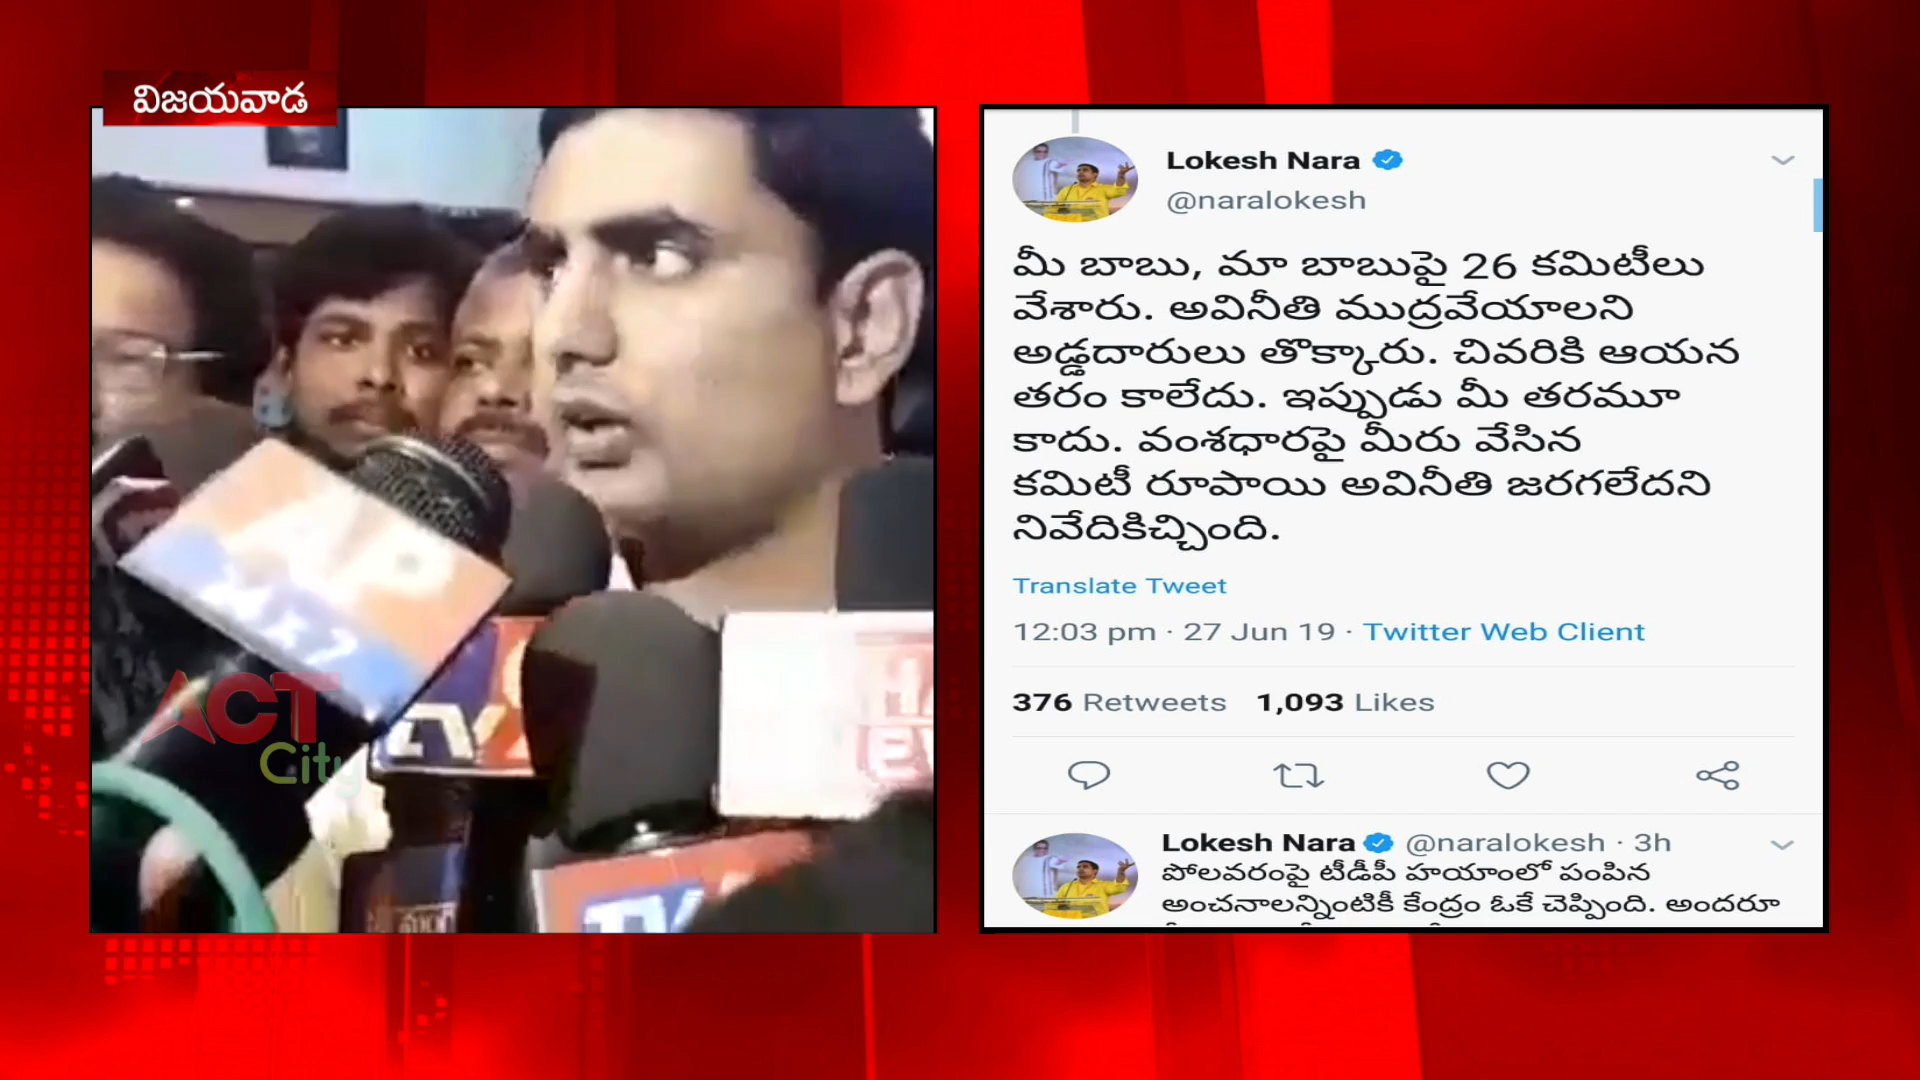 విజయవాడ
ACT
City
TV
Lokesh Nara
@naralokesh
మీ బాబు, మా బాబుపై 26 కమిటీలు
వేశారు. అవినీతి ముద్రవేయాలని
అడ్డదారులు తొక్కారు. చివరికి ఆయన
తరం కాలేదు. ఇప్పుడు మీ తరమూ
కాదు. వంశధారపై మీరు వేసిన
కమిటీ రూపాయి అవినీతి జరగలేదని
నివేదికిచ్చింది.
Translate Tweet
12:03 pm · 27 Jun 19 · Twitter Web Client
376 Retweets 1,093 Likes
Lokesh Nara @naralokesh · 3h
పోలవరంపై టీడీపీ హయాంలో పంపిన
అంచనాలన్నింటికీ కేంద్రం ఓకే చెప్పింది. అందరూ